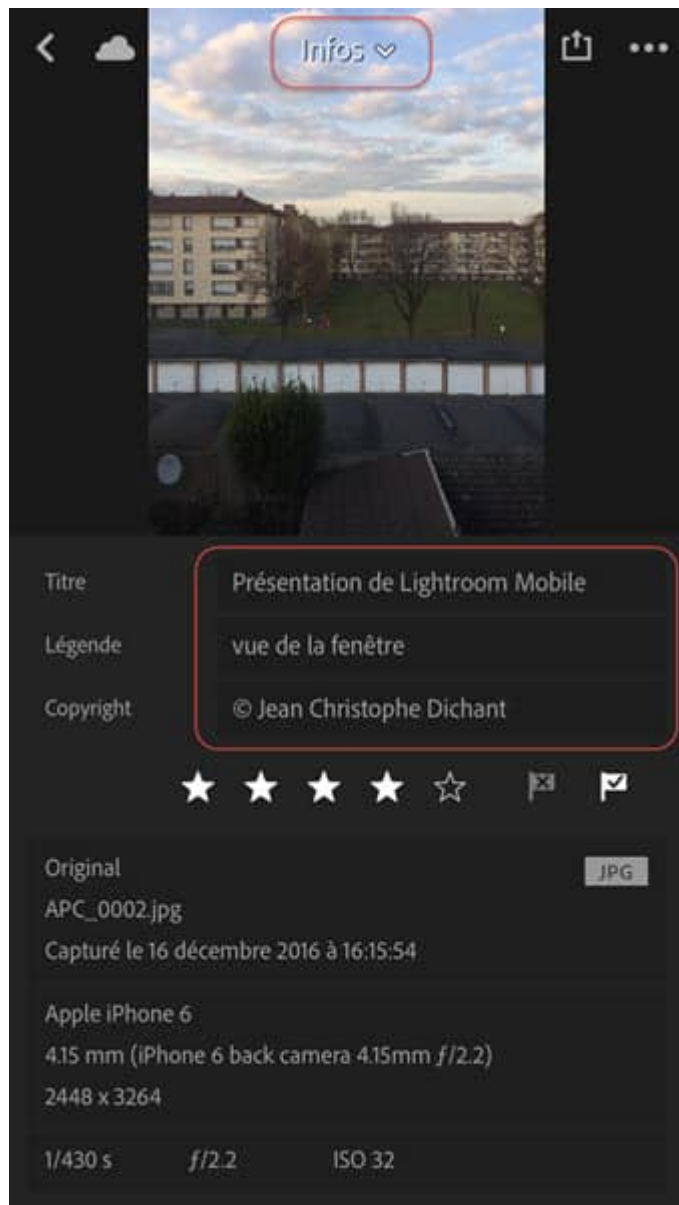 Infos
Titre Présentation de Lightroom Mobile
Légende vue de la fenêtre
Copyright © Jean Christophe Dichant
Original JPG
APC_0002.jpg
Capturé le 16 décembre 2016 à 16:15:54
Apple iPhone 6
4.15 mm (iPhone 6 back camera 4.15mm ƒ/2.2)
2448 x 3264
1/430 s ƒ/2.2 ISO 32